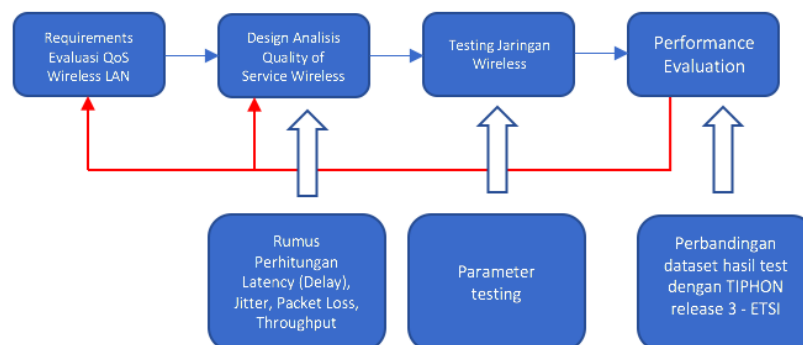 Requirements
Evaluasi QoS
Wireless LAN
Design Analisis
Quality of
Service Wireless
Testing Jaringan
Wireless
Performance
Evaluation
Rumus
Perhitungan
Latency (Delay),
Jitter, Packet Loss,
Throughput
Parameter
testing
Perbandingan
dataset hasil test
dengan TIPHON
release 3 - ETSI